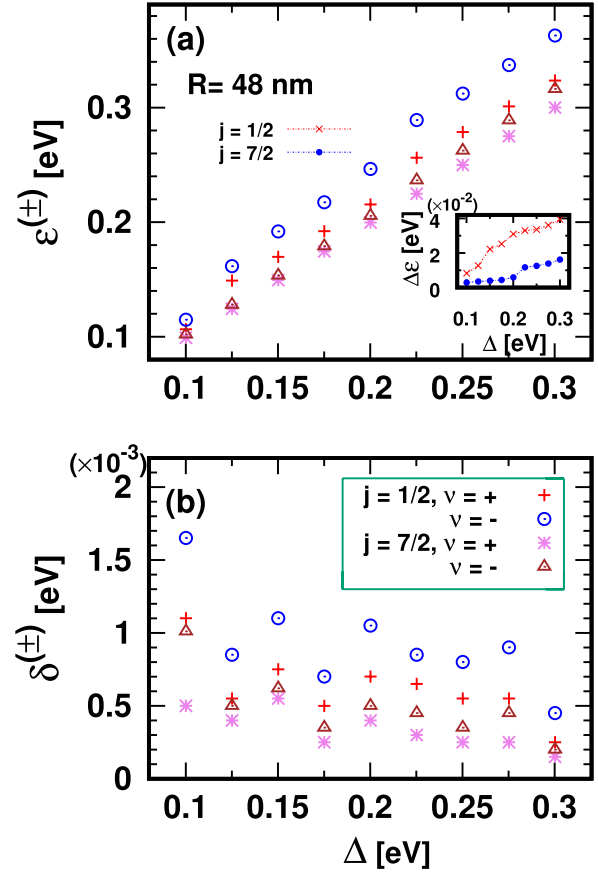 (a)
R= 48 nm
j = 1/2
j = 7/2
ε(±) [eV]
0.3
0.2
0.1
0.1
0.15
0.2
0.25
0.3
(×10-2)
Δε [eV]
4
2
0
0.1
0.2
0.3
Δ [eV]
(×10-3)
(b)
j = 1/2, ν = +
ν = -
j = 7/2, ν = +
ν = -
δ(±) [eV]
2
1.5
1
0.5
0
0.1
0.15
0.2
0.25
0.3
Δ [eV]